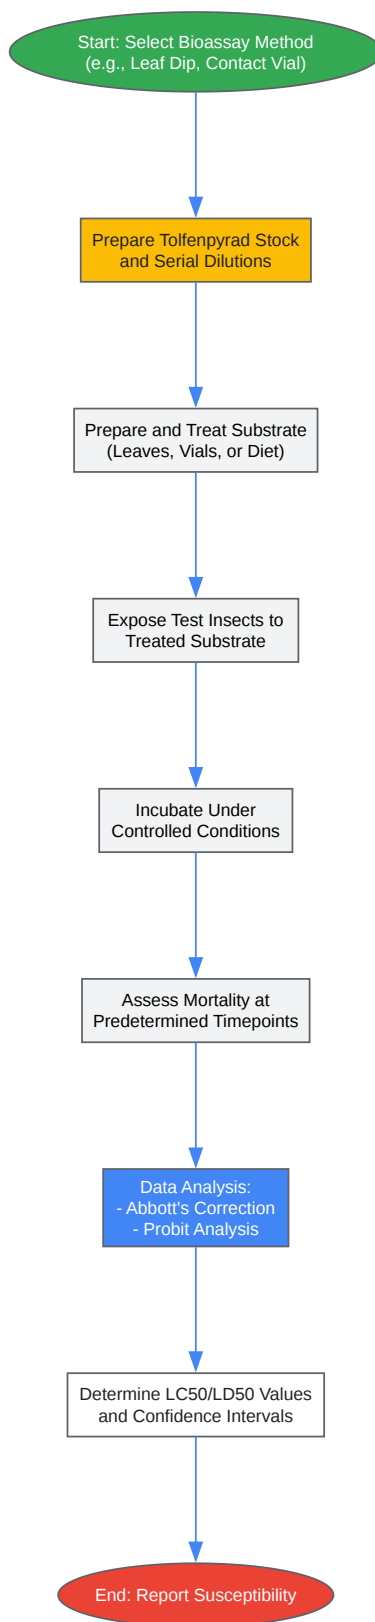 Start: Select Bioassay Method
(e.g., Leaf Dip, Contact Vial)
Prepare Tolfenpyrad Stock
and Serial Dilutions
Prepare and Treat Substrate
(Leaves, Vials, or Diet)
Expose Test Insects to
Treated Substrate
Incubate Under
Controlled Conditions
Assess Mortality at
Predetermined Timepoints
Data Analysis:
- Abbott's Correction
- Probit Analysis
Determine LC50/LD50 Values
and Confidence Intervals
End: Report Susceptibility